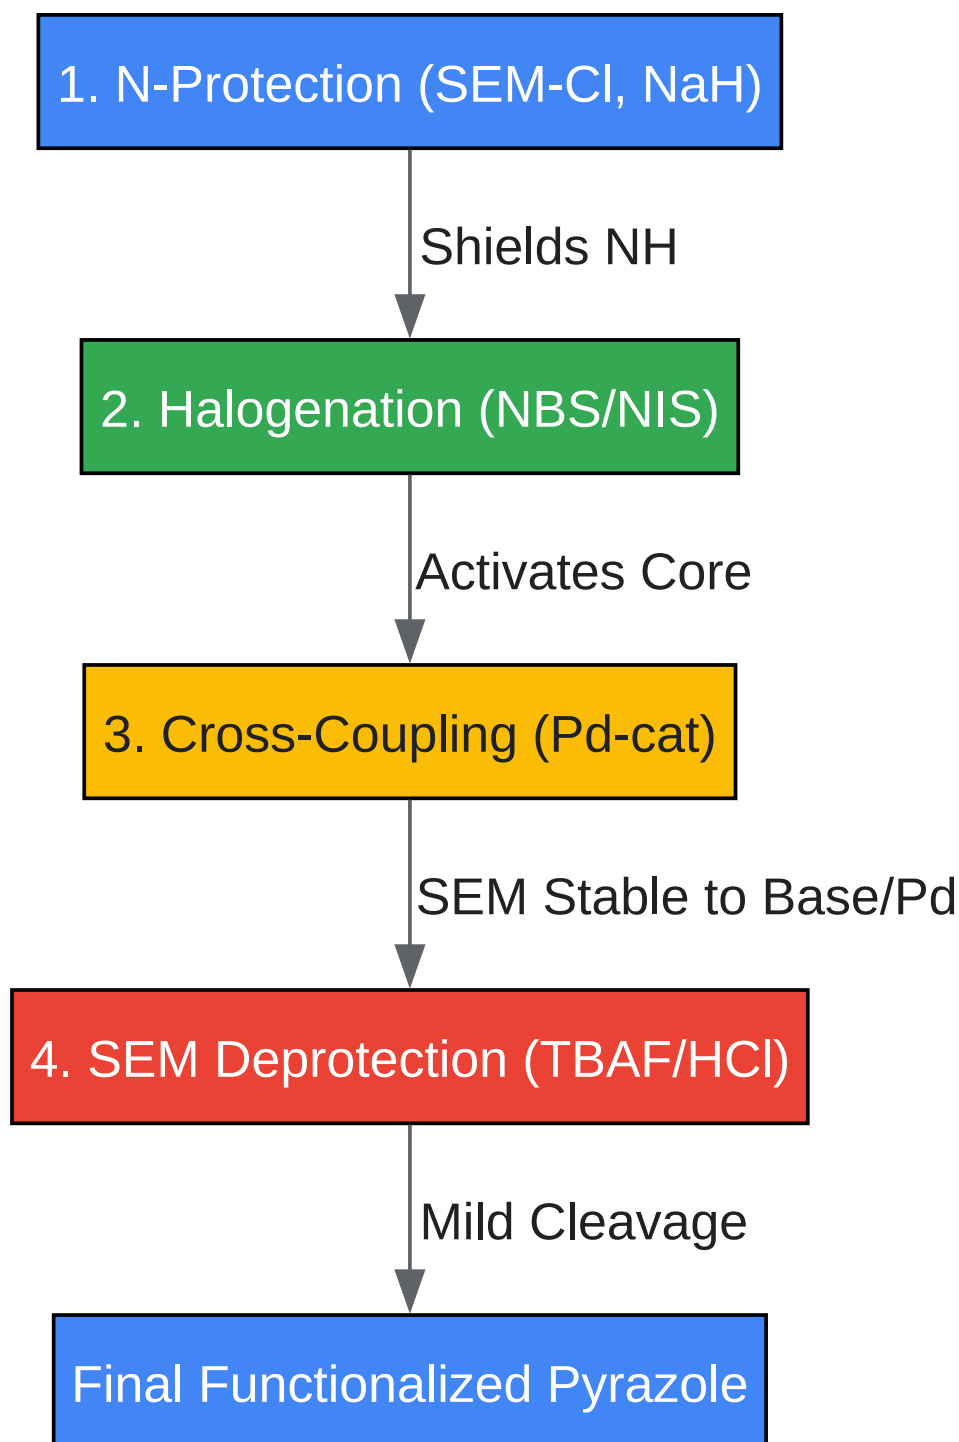 1. N-Protection (SEM-Cl, NaH)
Shields NH
2. Halogenation (NBS/NIS)
Activates Core
3. Cross-Coupling (Pd-cat)
SEM Stable to Base/Pd
4. SEM Deprotection (TBAF/HCl)
Mild Cleavage
Final Functionalized Pyrazole